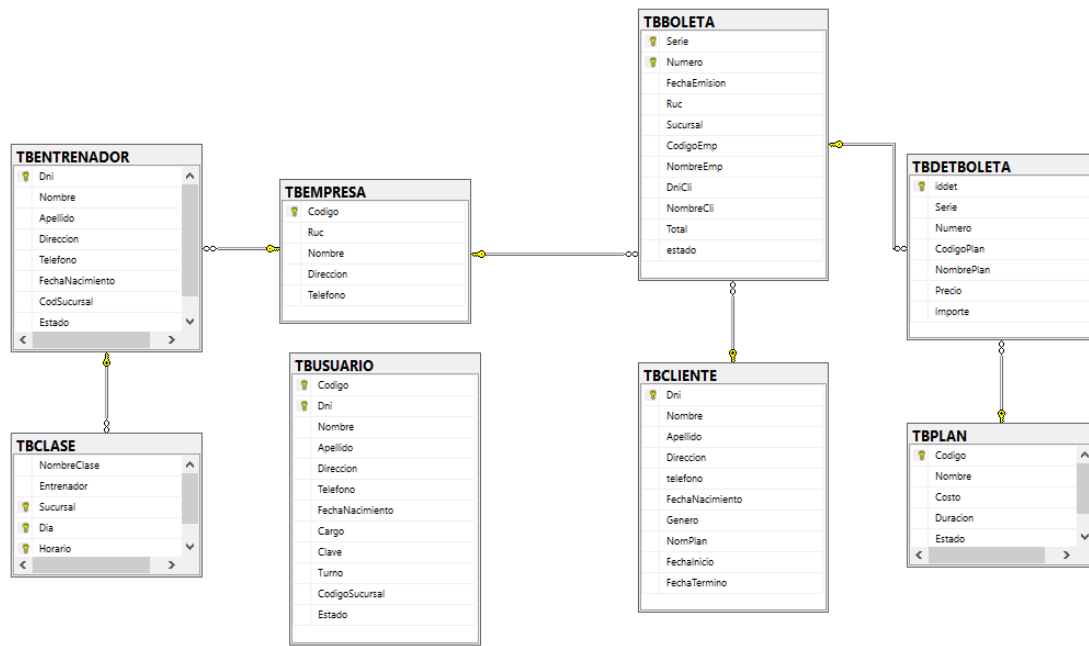 TBBOLETA
Serie
Numero
FechaEmision
Ruc
Sucursal
CodigoEmp
NombreEmp
DniCli
NombreCli
Total
estado
TBENTRENADOR
Dni
Nombre
Apellido
Direccion
Telefono
FechaNacimiento
CodSucursal
Estado
TBEMPRESA
Codigo
Ruc
Nombre
Direccion
Telefono
TBDETBOLETA
iddet
Serie
Numero
CodigoPlan
NombrePlan
Precio
Importe
TBCLASE
NombreClase
Entrenador
Sucursal
Dia
Horario
TBUSUARIO
Codigo
Dni
Nombre
Apellido
Direccion
Telefono
FechaNacimiento
Cargo
Clave
Turno
CodigoSucursal
Estado
TBCLIENTE
Dni
Nombre
Apellido
Direccion
telefono
FechaNacimiento
Genero
NomPlan
FechaInicio
FechaTermino
TBPLAN
Codigo
Nombre
Costo
Duracion
Estado